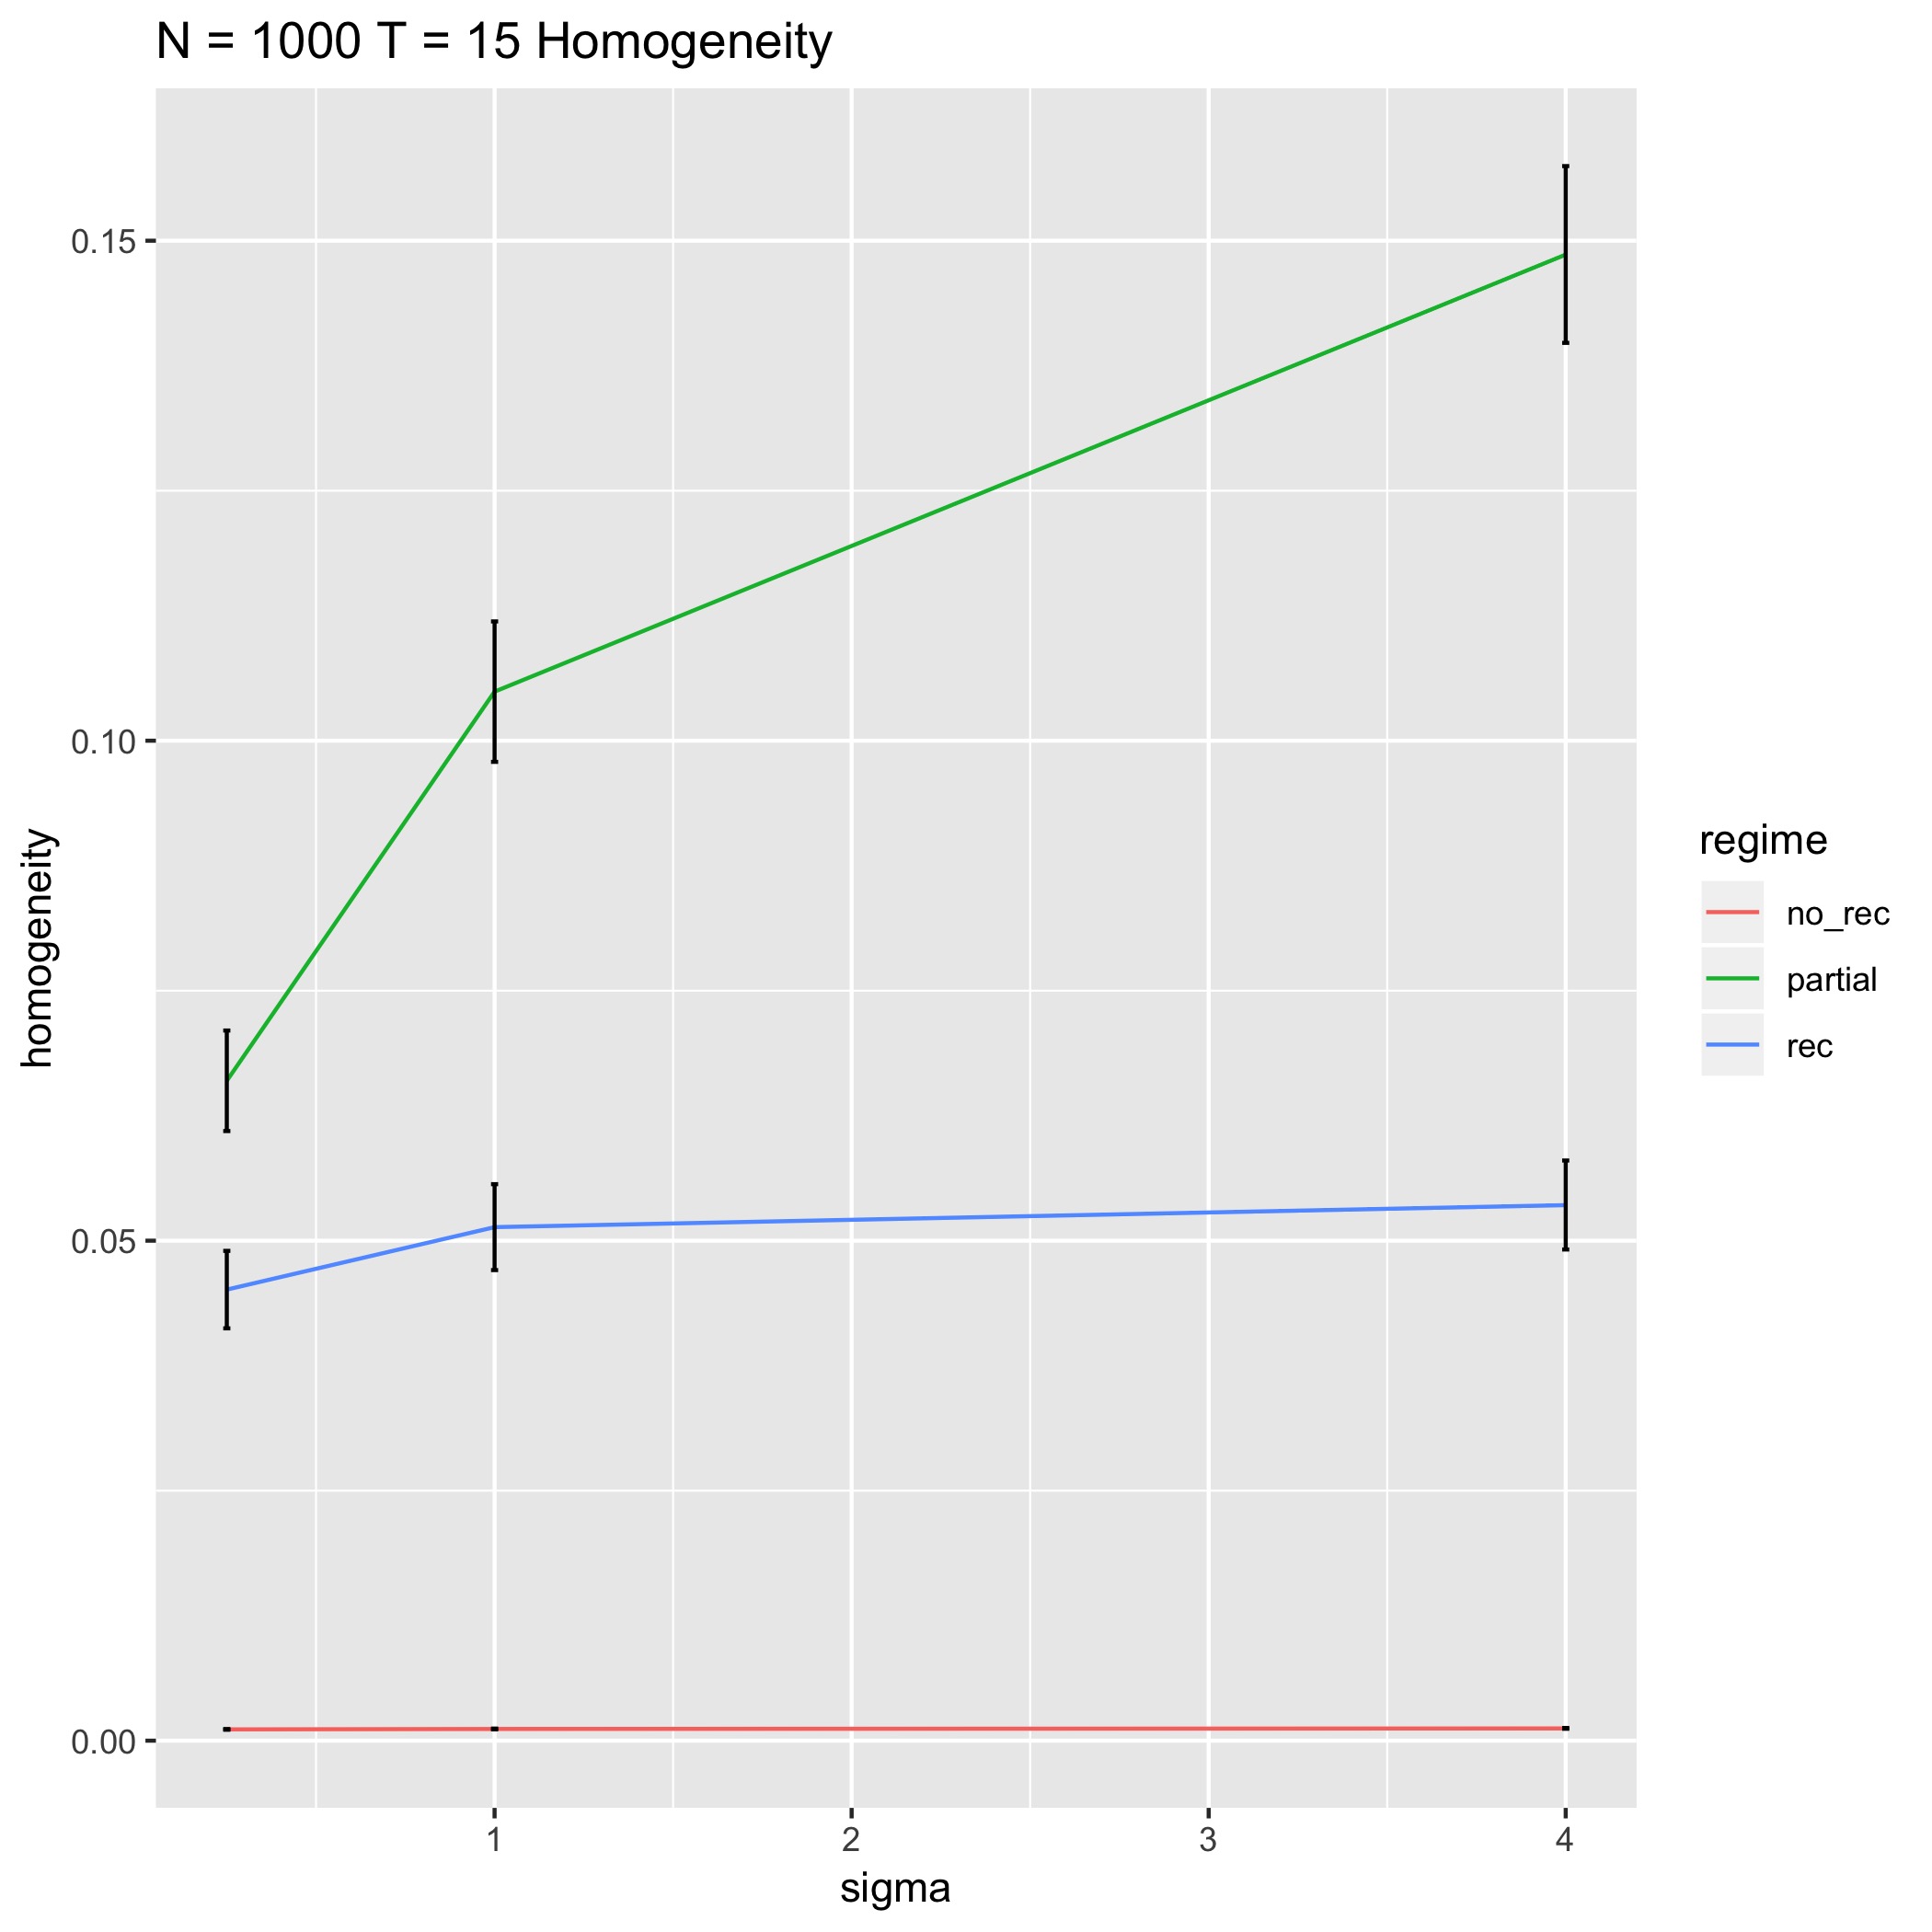 N = 1000 T = 15 Homogeneity
homogeneity
0.15
0.10
0.05
0.00
1 2 3 4
sigma
regime
no_rec
partial
rec